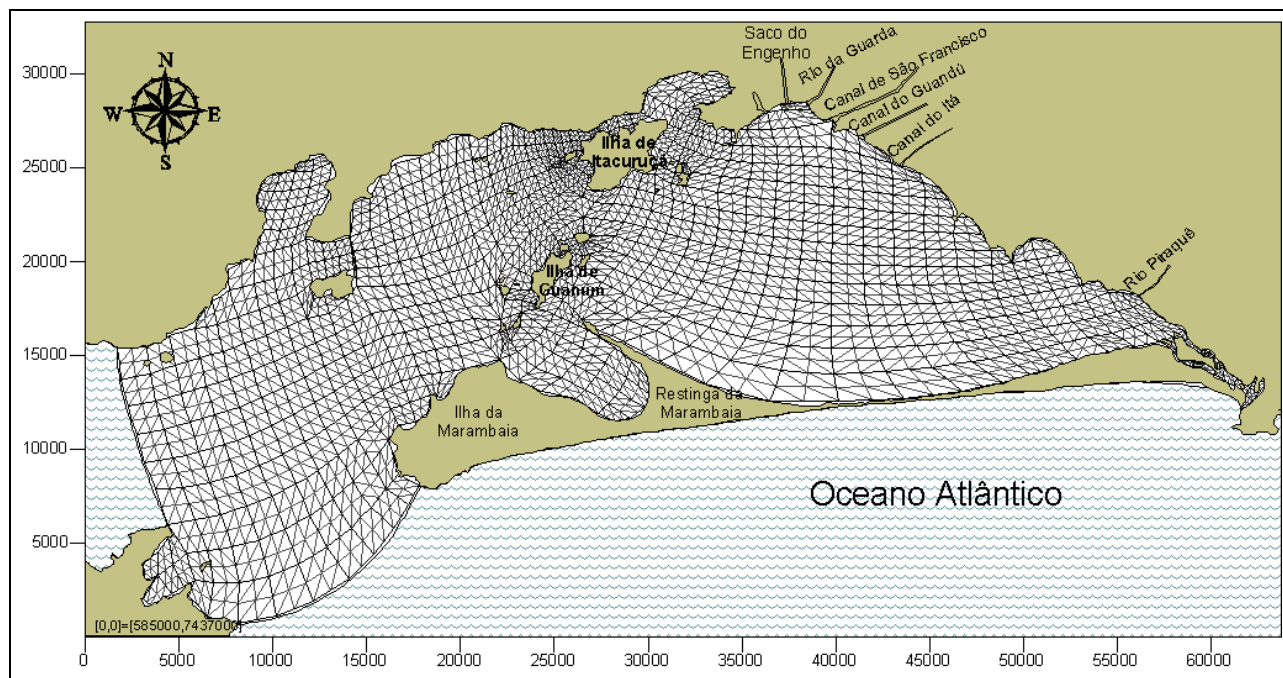 Saco do
Engenho
Rio da Guarda
Canal de São Francisco
Canal do Guandú
Canal do Itá
30000
N
W
E
S
Ilha de
Itacuruçá
25000
20000
Ilha de
Guanum
Rio Piraquê
15000
Ilha da
Marambaia
Restinga da
Marambaia
10000
Oceano Atlântico
5000
[0,0]=[585000,7437000]
0 5000 10000 15000 20000 25000 30000 35000 40000 45000 50000 55000 60000